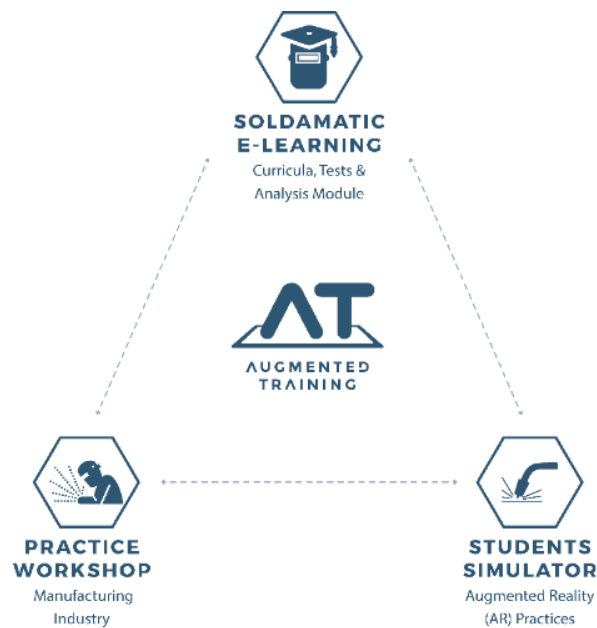 SOLDAMATIC
E-LEARNING
Curricula, Tests &
Analysis Module
AT
AUGMENTED
TRAINING
PRACTICE
WORKSHOP
Manufacturing
Industry
STUDENTS
SIMULATOR
Augmented Reality
(AR) Practices